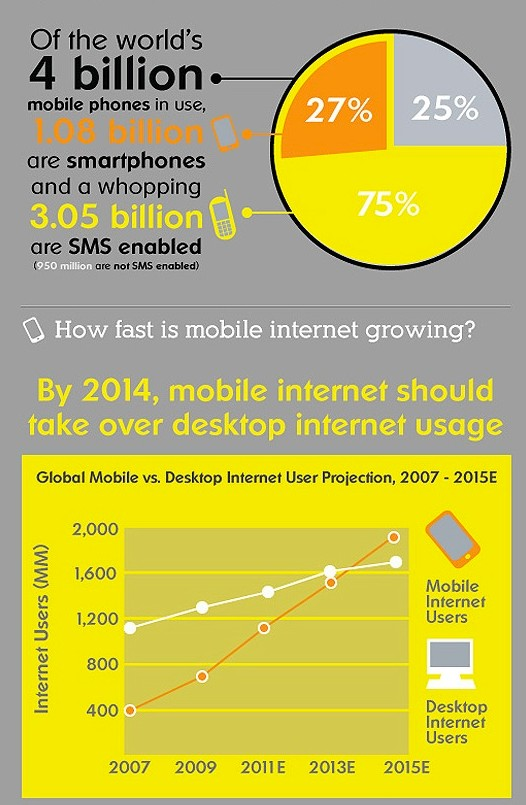 Of the world's
4 billion
mobile phones in use,
1.08 billion
are smartphones
and a whopping
3.05 billion
are SMS enabled
(950 million are not SMS enabled)
27%
25%
75%
How fast is mobile internet growing?
By 2014, mobile internet should
take over desktop internet usage
Global Mobile vs. Desktop Internet User Projection, 2007 - 2015E
Internet Users (MM)
2,000
1,600
1,200
800
400
2007
2009
2011E
2013E
2015E
Mobile
Internet
Users
Desktop
Internet
Users